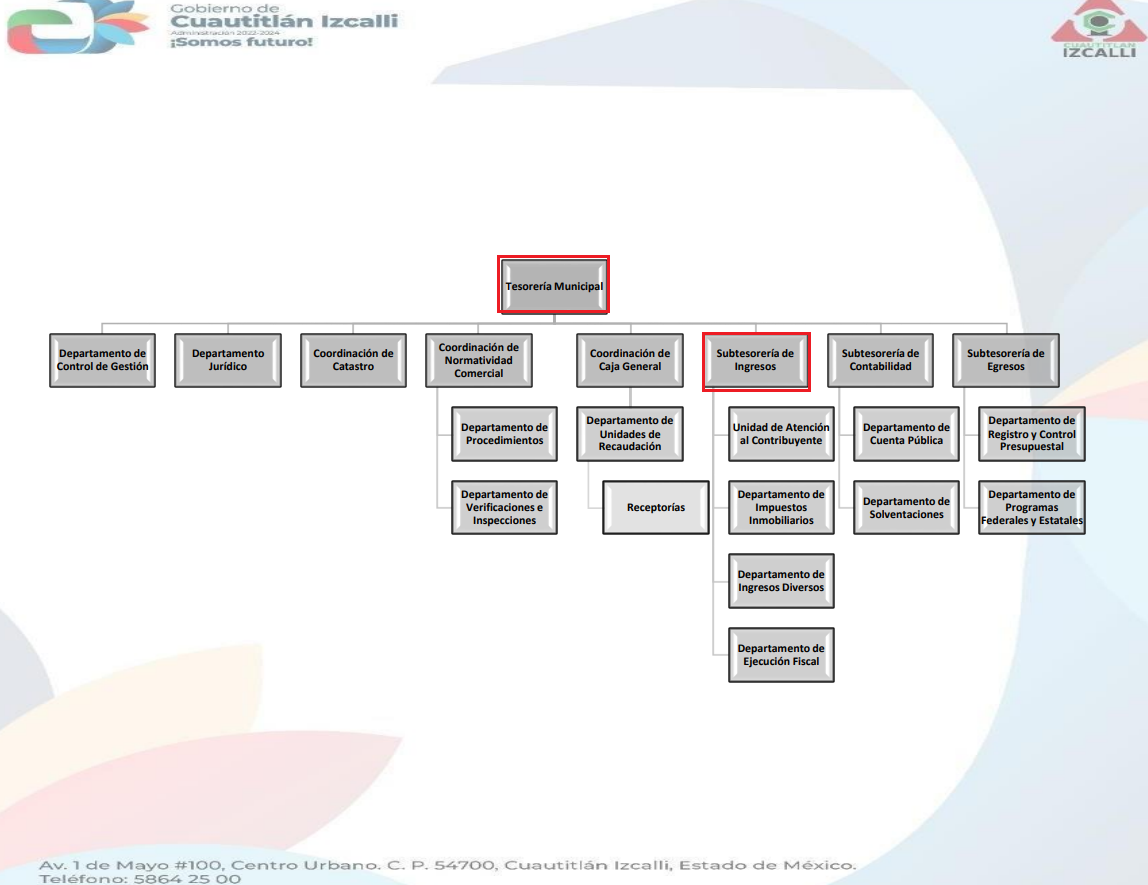 Gobierno de
Cuautitlán Izcalli
Administración 2022-2024
¡Somos futuro!
CUAUTITLAN
IZCALLI
Tesorería Municipal
Departamento de
Control de Gestión
Departamento
Jurídico
Coordinación de
Catastro
Coordinación de
Normatividad
Comercial
Coordinación de
Caja General
Subtesorería de
Ingresos
Subtesorería de
Contabilidad
Subtesorería de
Egresos
Departamento de
Procedimientos
Departamento de
Unidades de
Recaudación
Unidad de Atención
al Contribuyente
Departamento de
Cuenta Pública
Departamento de
Registro y Control
Presupuestal
Departamento de
Verificaciones e
Inspecciones
Receptorías
Departamento de
Impuestos
Inmobiliarios
Departamento de
Solventaciones
Departamento de
Programas
Federales y Estatales
Departamento de
Ingresos Diversos
Departamento de
Ejecución Fiscal
Av. 1 de Mayo #100, Centro Urbano. C. P. 54700, Cuautitlán Izcalli, Estado de México.
Teléfono: 5864 25 00